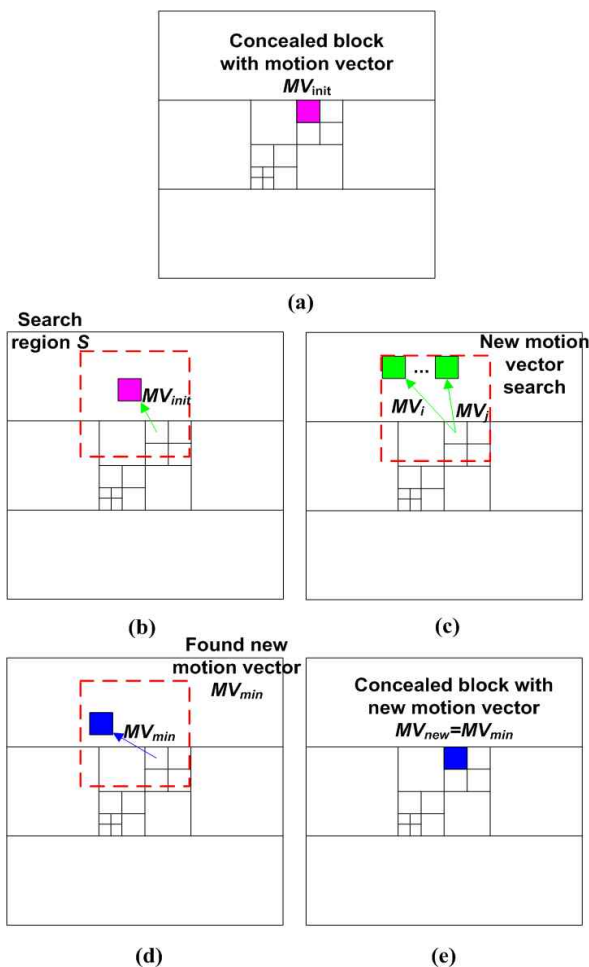 Concealed block
with motion vector
MVinit
(a)
Search
region S
MVinit
(b)
New motion
vector
search
...
MVi
MVj
(c)
Found new
motion vector
MVmin
MVmin
(d)
Concealed block with
new motion vector
MVnew=MVmin
(e)